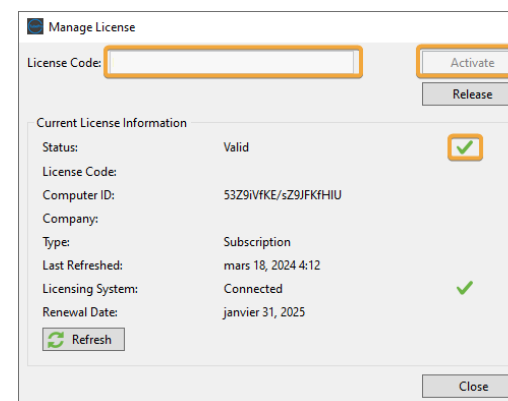 Manage License
License Code:
Activate
Release
Current License Information
Status: Valid
License Code:
Computer ID: 53Z9iVfKE/sZ9JFKfHIU
Company:
Type: Subscription
Last Refreshed: mars 18, 2024 4:12
Licensing System: Connected
Renewal Date: janvier 31, 2025
Refresh
Close